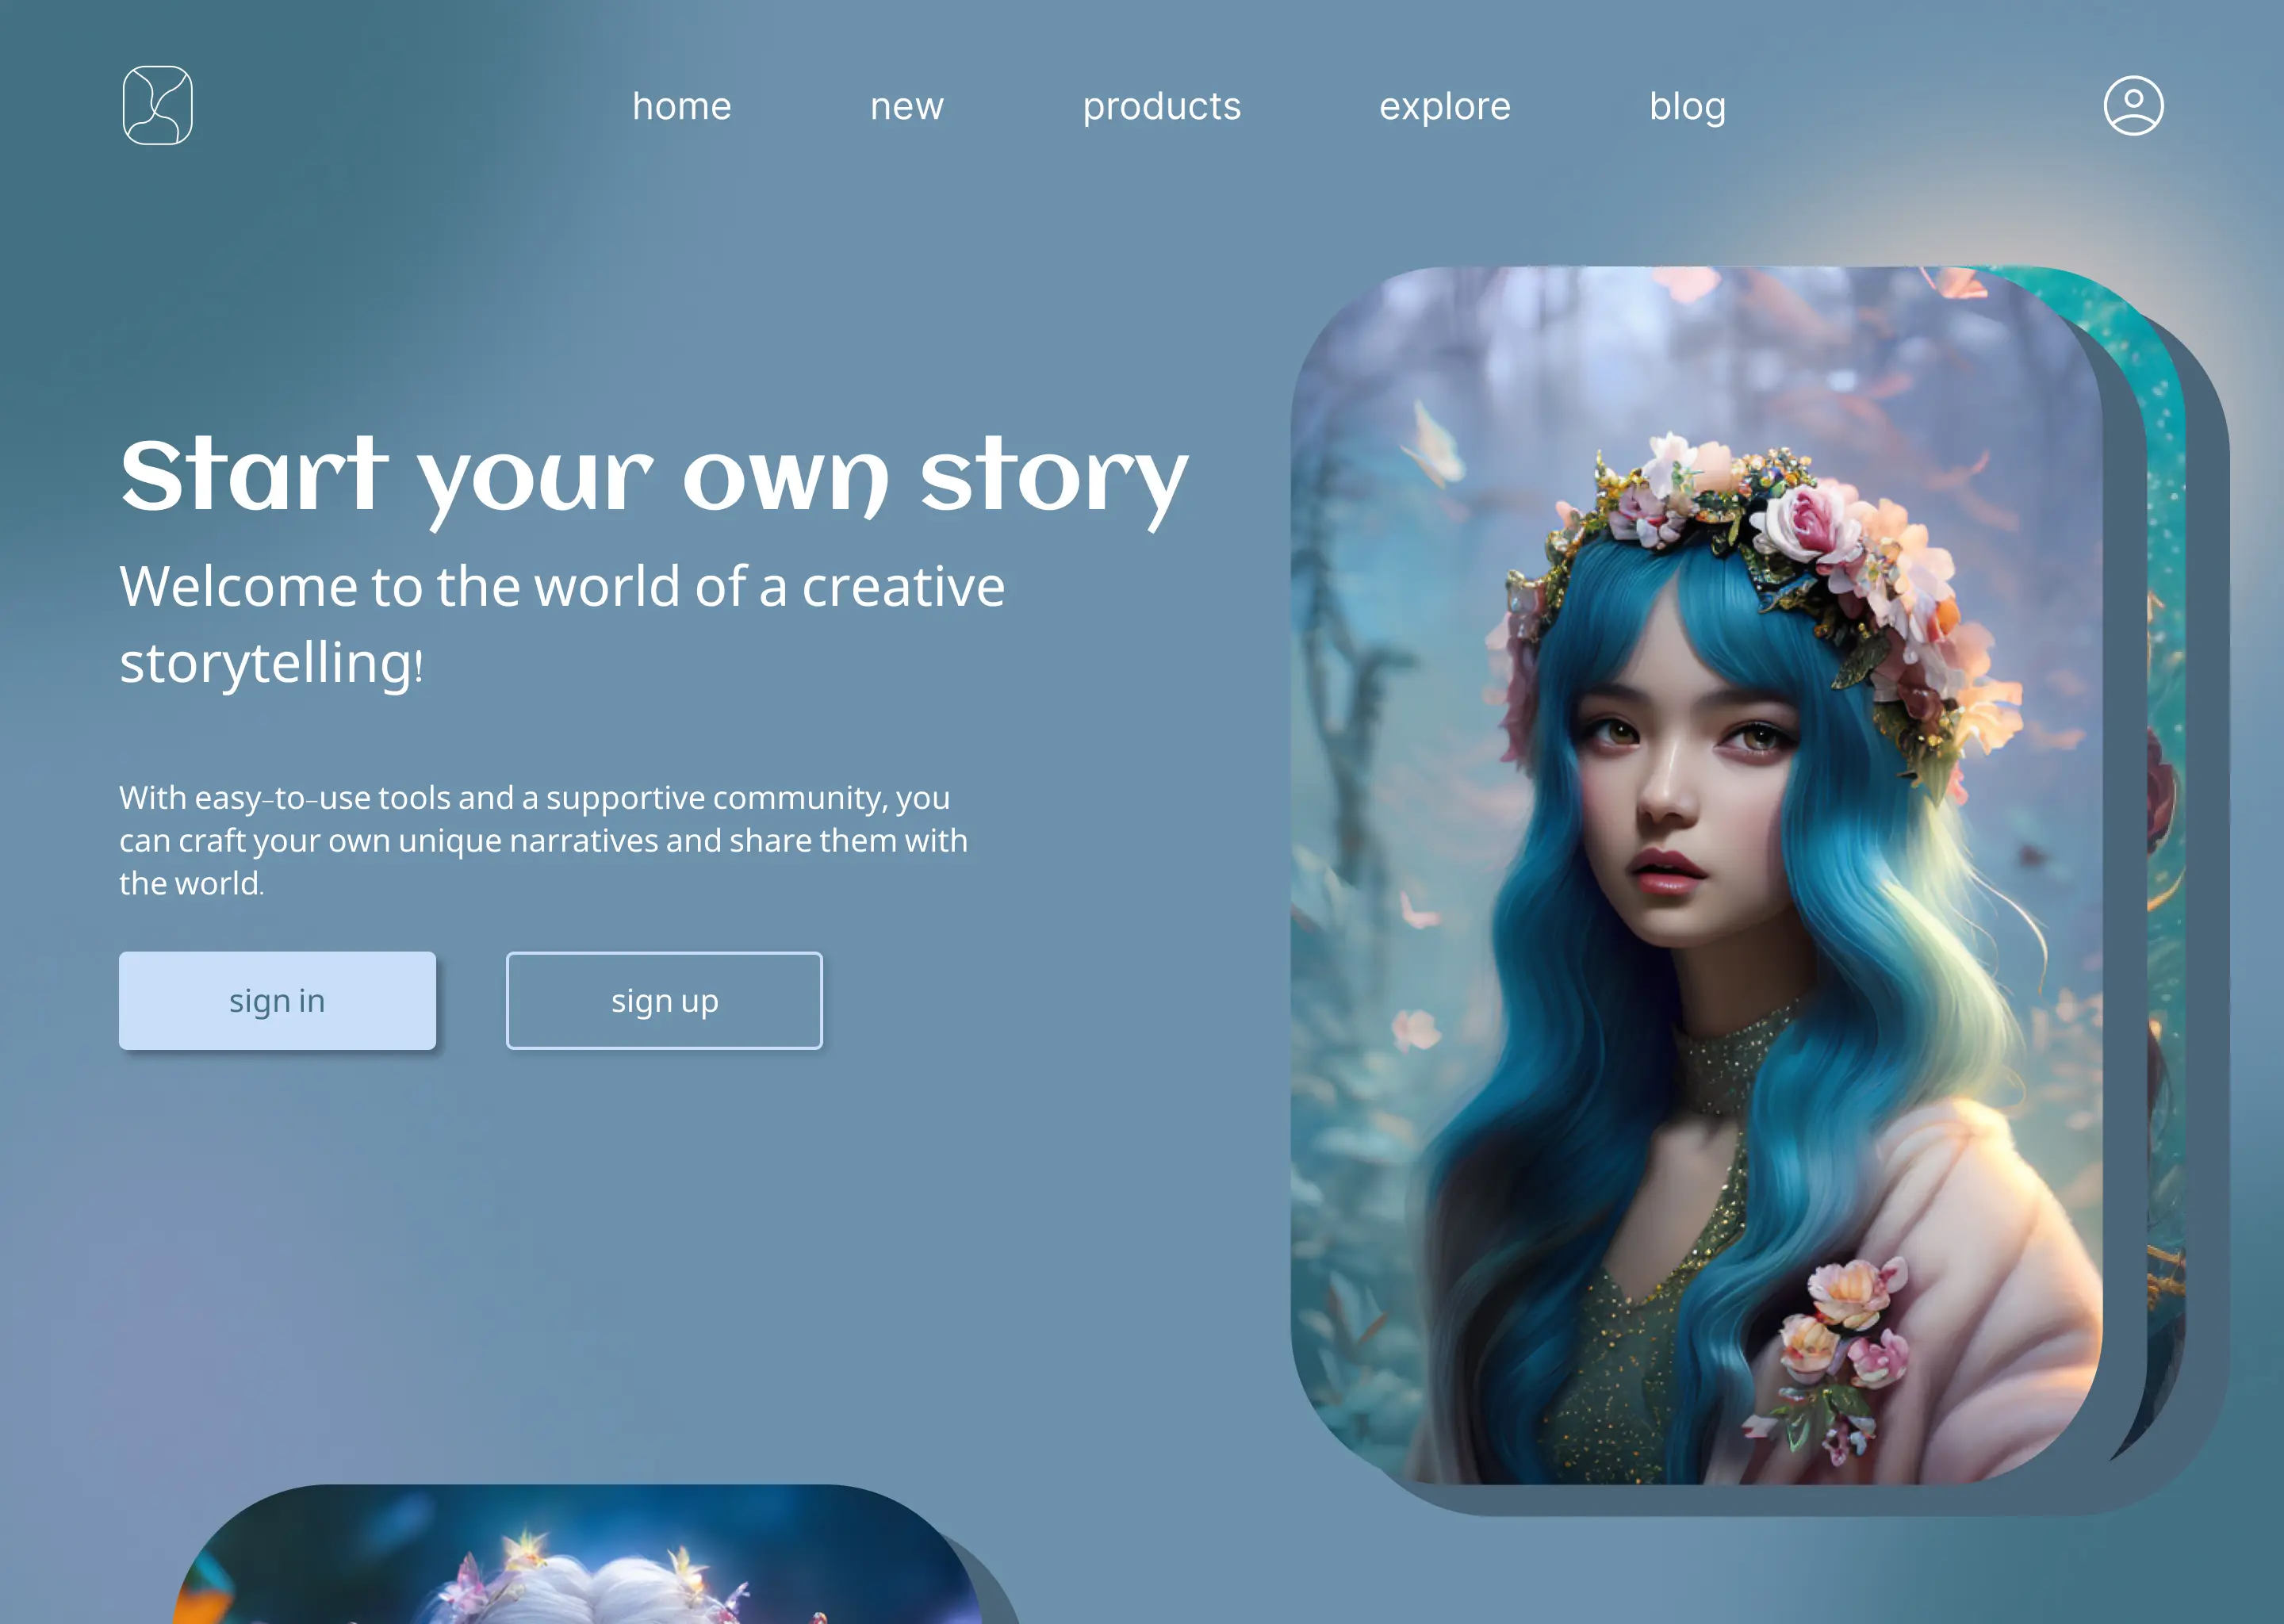 home new products explore blog
Start your own story
Welcome to the world of a creative
storytelling!
With easy-to-use tools and a supportive community, you
can craft your own unique narratives and share them with
the world.
sign in sign up